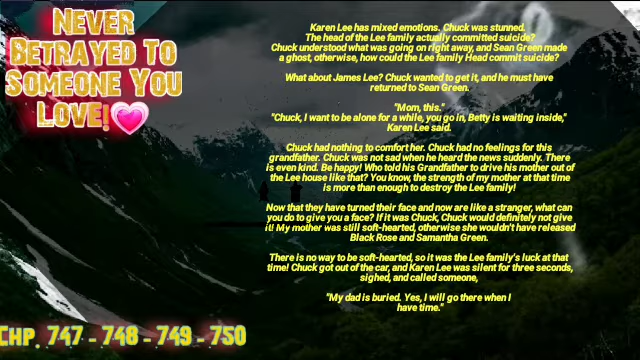 NEVER
BETRAYED TO
SOMEONE YOU
LOVE!
Karen Lee has mixed emotions. Chuck was stunned.
The head of the Lee family actually committed suicide?
Chuck understood what was going on right away, and Sean Green made
a ghost, otherwise, how could the Lee family Head commit suicide?
What about James Lee? Chuck wanted to get it, and he must have
returned to Sean Green.
"Mom, this."
"Chuck, I want to be alone for a while, you go in, Betty is waiting inside,"
Karen Lee said.
Chuck had nothing to comfort her. Chuck had no feelings for this
grandfather. Chuck was not sad when he heard the news suddenly. There
is even kind. Be happy! Who told his Grandfather to drive his mother out of
the Lee house like that? You know, the strength of my mother at that time
is more than enough to destroy the Lee family!
Now that they have turned their face and now are like a stranger, what can
you do to give you a face? If it was Chuck, Chuck would definitely not give
it! My mother was still soft-hearted, otherwise she wouldn't have released
Black Rose and Samantha Green.
There is no way to be soft-hearted, so it was the Lee family's luck at that
time! Chuck got out of the car, and Karen Lee was silent for three seconds,
sighed, and called someone,
"My dad is buried. Yes, I will go there when I
have time."
CHP. 747 - 748 - 749 - 750